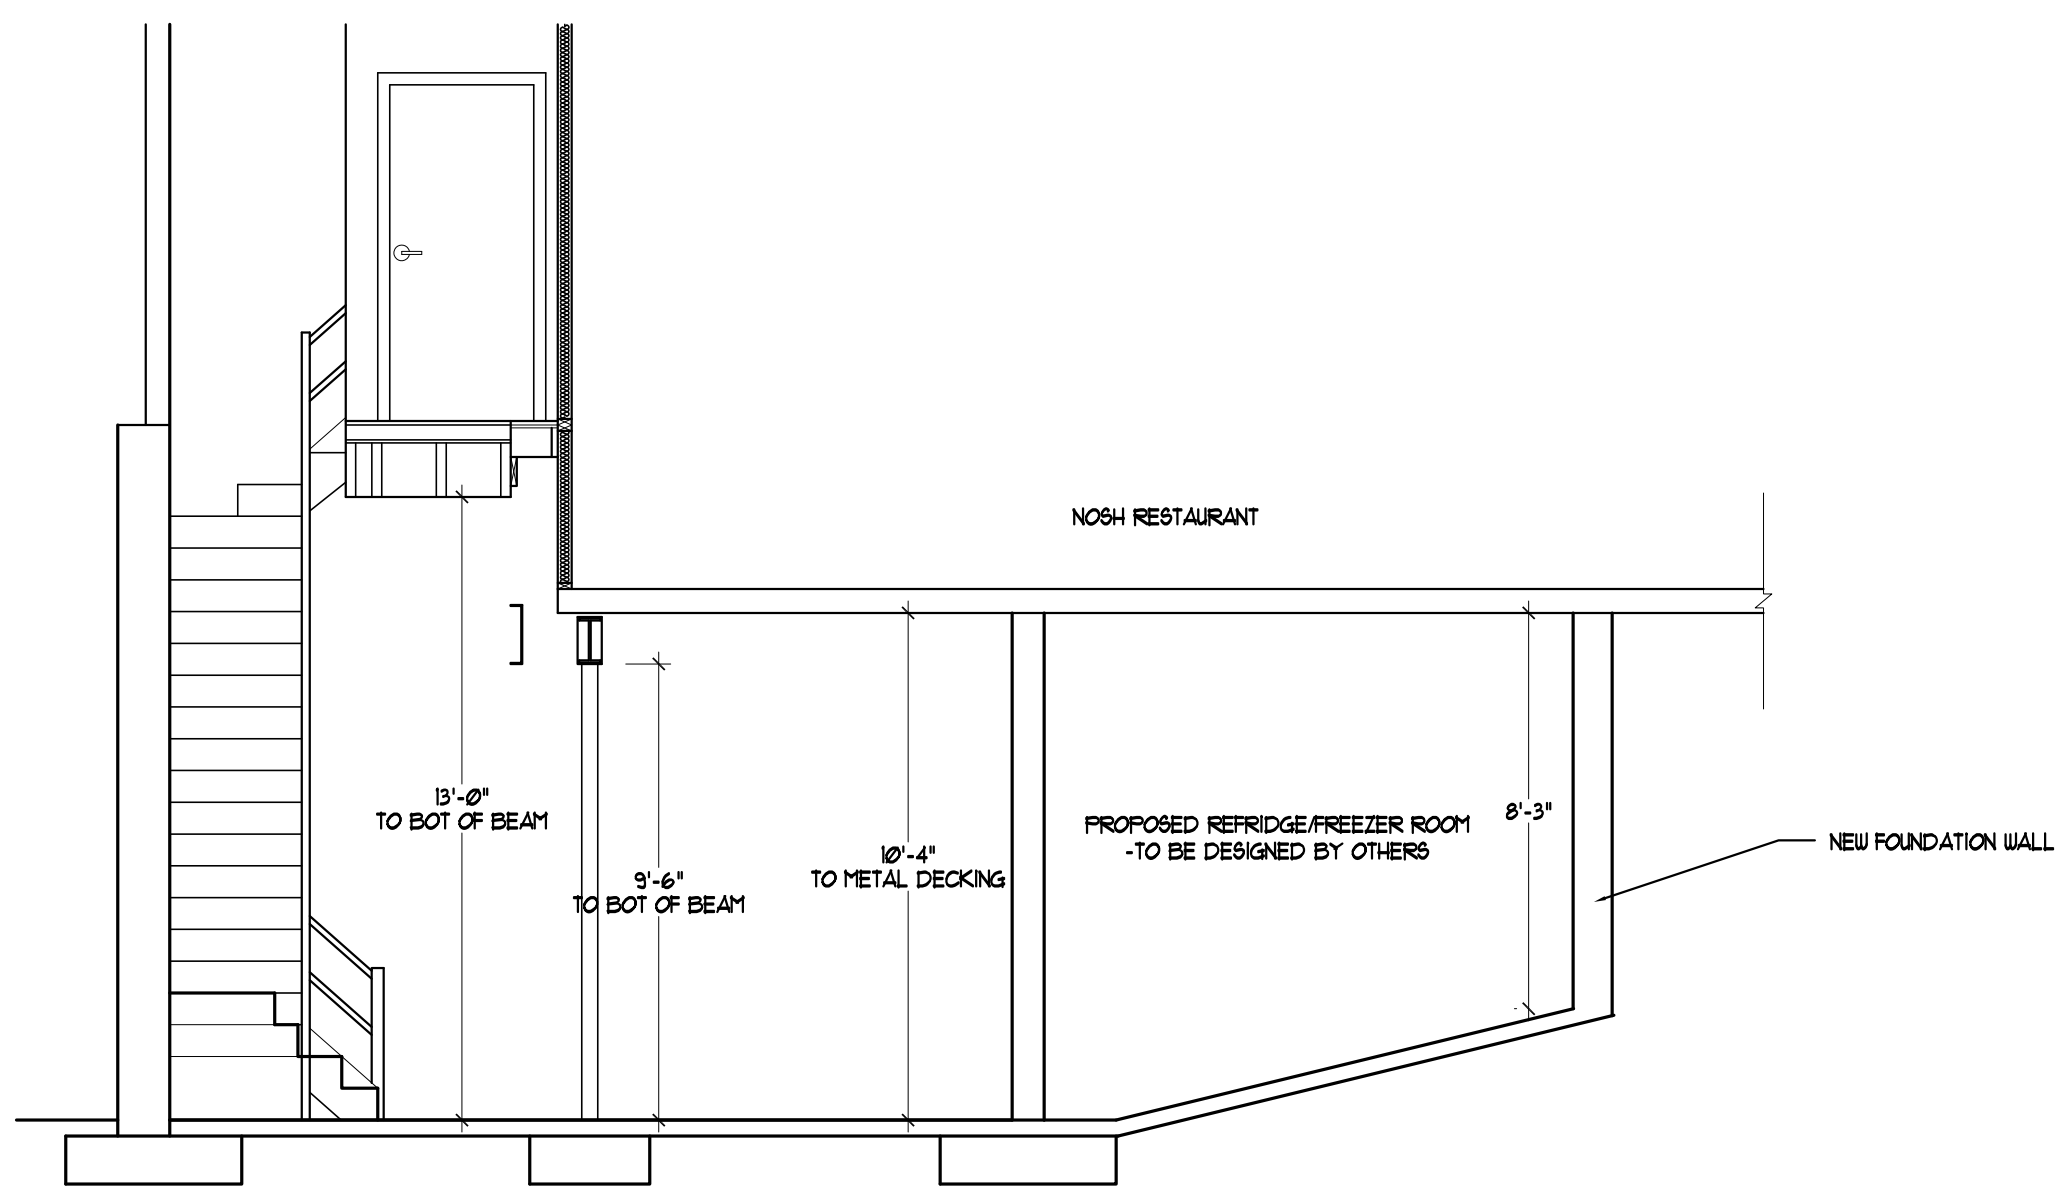 NOSH RESTAURANT
13'-0"
TO BOT OF BEAM
9'-6"
TO BOT OF BEAM
10'-4"
TO METAL DECKING
PROPOSED REFRIDGE/FREEZER ROOM
-TO BE DESIGNED BY OTHERS
8'-3"
NEW FOUNDATION WALL